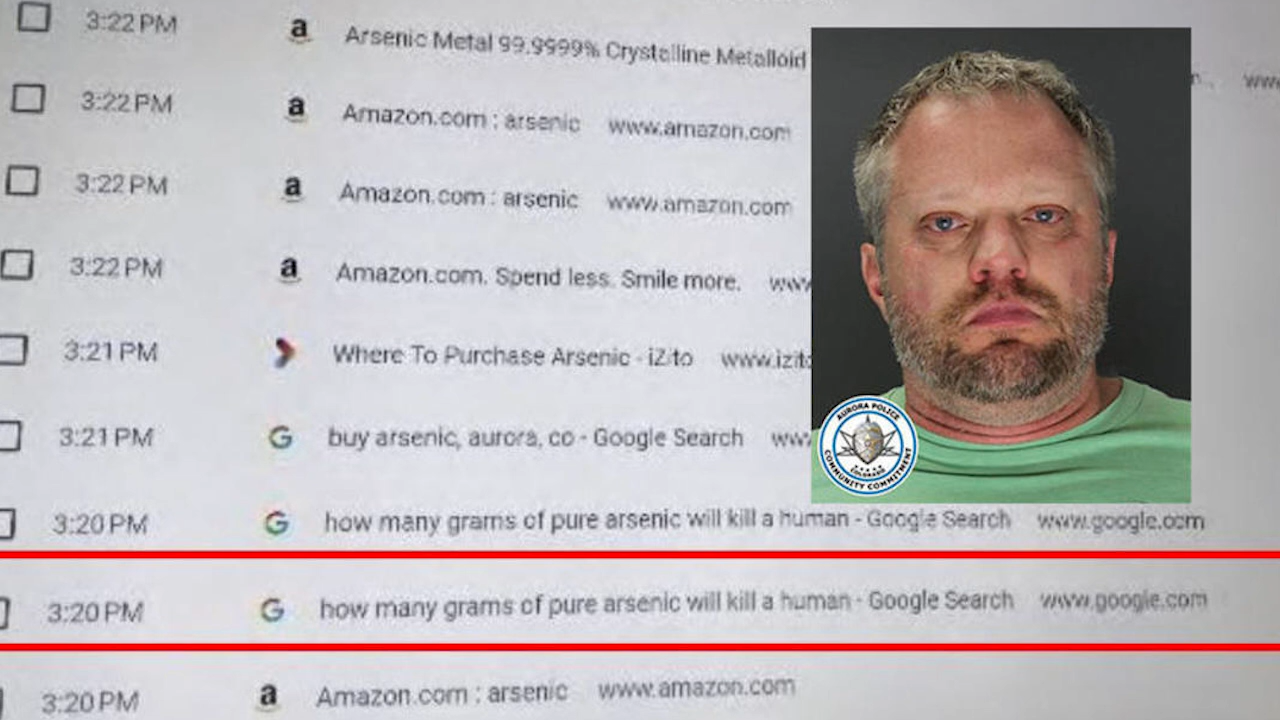 3:22 PM a Arsenic Metal 99.9999% Crystalline Metalloid
3:22 PM a Amazon.com : arsenic www.amazon.com
3:22 PM a Amazon.com : arsenic www.amazon.com
3:22 PM a Amazon.com. Spend less. Smile more. www
3:21 PM Where To Purchase Arsenic - iZito www.izito
3:21 PM G buy arsenic, aurora, co - Google Search www
3:20 PM G how many grams of pure arsenic will kill a human - Google Search www.google.com
3:20 PM G how many grams of pure arsenic will kill a human - Google Search www.google.com
3:20 PM a Amazon.com : arsenic www.amazon.com
AURORA POLICE
COLORADO
COMMUNITY COMMITMENT